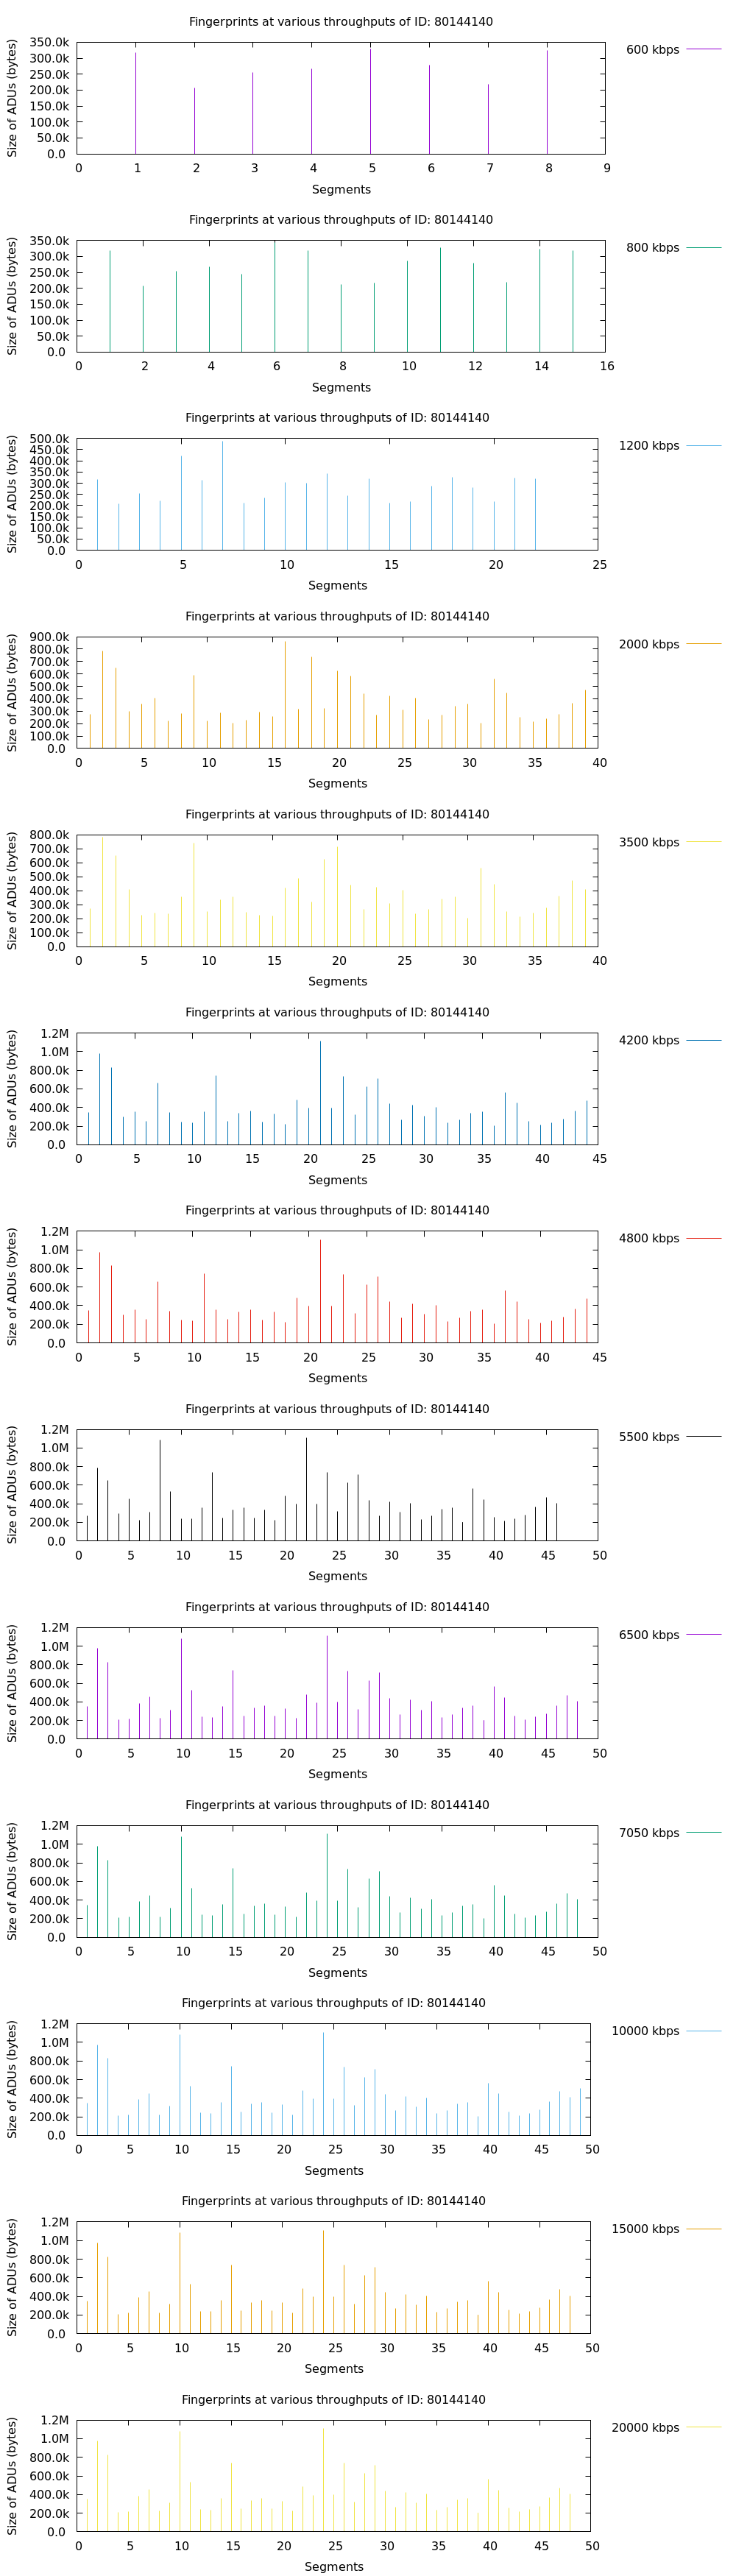 Fingerprints at various throughputs of ID: 80144140
600 kbps
Size of ADUs (bytes)
350.0k
300.0k
250.0k
200.0k
150.0k
100.0k
50.0k
0.0
0 1 2 3 4 5 6 7 8 9
Segments
Fingerprints at various throughputs of ID: 80144140
800 kbps
Size of ADUs (bytes)
350.0k
300.0k
250.0k
200.0k
150.0k
100.0k
50.0k
0.0
0 2 4 6 8 10 12 14 16
Segments
Fingerprints at various throughputs of ID: 80144140
1200 kbps
Size of ADUs (bytes)
500.0k
450.0k
400.0k
350.0k
300.0k
250.0k
200.0k
150.0k
100.0k
50.0k
0.0
0 5 10 15 20 25
Segments
Fingerprints at various throughputs of ID: 80144140
2000 kbps
Size of ADUs (bytes)
900.0k
800.0k
700.0k
600.0k
500.0k
400.0k
300.0k
200.0k
100.0k
0.0
0 5 10 15 20 25 30 35 40
Segments
Fingerprints at various throughputs of ID: 80144140
3500 kbps
Size of ADUs (bytes)
800.0k
700.0k
600.0k
500.0k
400.0k
300.0k
200.0k
100.0k
0.0
0 5 10 15 20 25 30 35 40
Segments
Fingerprints at various throughputs of ID: 80144140
4200 kbps
Size of ADUs (bytes)
1.2M
1.0M
800.0k
600.0k
400.0k
200.0k
0.0
0 5 10 15 20 25 30 35 40 45
Segments
Fingerprints at various throughputs of ID: 80144140
4800 kbps
Size of ADUs (bytes)
1.2M
1.0M
800.0k
600.0k
400.0k
200.0k
0.0
0 5 10 15 20 25 30 35 40 45
Segments
Fingerprints at various throughputs of ID: 80144140
5500 kbps
Size of ADUs (bytes)
1.2M
1.0M
800.0k
600.0k
400.0k
200.0k
0.0
0 5 10 15 20 25 30 35 40 45 50
Segments
Fingerprints at various throughputs of ID: 80144140
6500 kbps
Size of ADUs (bytes)
1.2M
1.0M
800.0k
600.0k
400.0k
200.0k
0.0
0 5 10 15 20 25 30 35 40 45 50
Segments
Fingerprints at various throughputs of ID: 80144140
7050 kbps
Size of ADUs (bytes)
1.2M
1.0M
800.0k
600.0k
400.0k
200.0k
0.0
0 5 10 15 20 25 30 35 40 45 50
Segments
Fingerprints at various throughputs of ID: 80144140
10000 kbps
Size of ADUs (bytes)
1.2M
1.0M
800.0k
600.0k
400.0k
200.0k
0.0
0 5 10 15 20 25 30 35 40 45 50
Segments
Fingerprints at various throughputs of ID: 80144140
15000 kbps
Size of ADUs (bytes)
1.2M
1.0M
800.0k
600.0k
400.0k
200.0k
0.0
0 5 10 15 20 25 30 35 40 45 50
Segments
Fingerprints at various throughputs of ID: 80144140
20000 kbps
Size of ADUs (bytes)
1.2M
1.0M
800.0k
600.0k
400.0k
200.0k
0.0
0 5 10 15 20 25 30 35 40 45 50
Segments